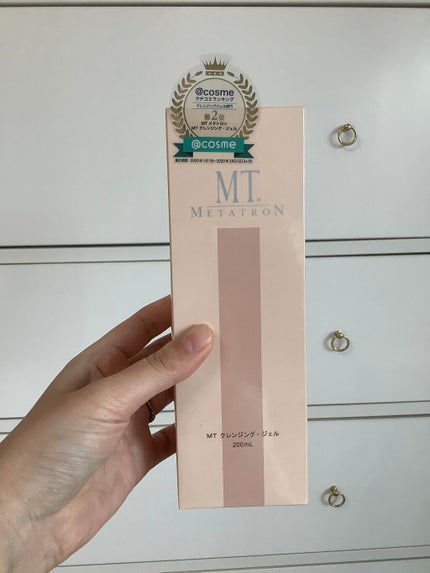 @cosme
クチコミランキング
クレンジングジェル部門
第2位
MT メタトロン
MT クレンジング・ジェル
@cosme
MT.
METATRON
MT クレンジング・ジェル
200mL